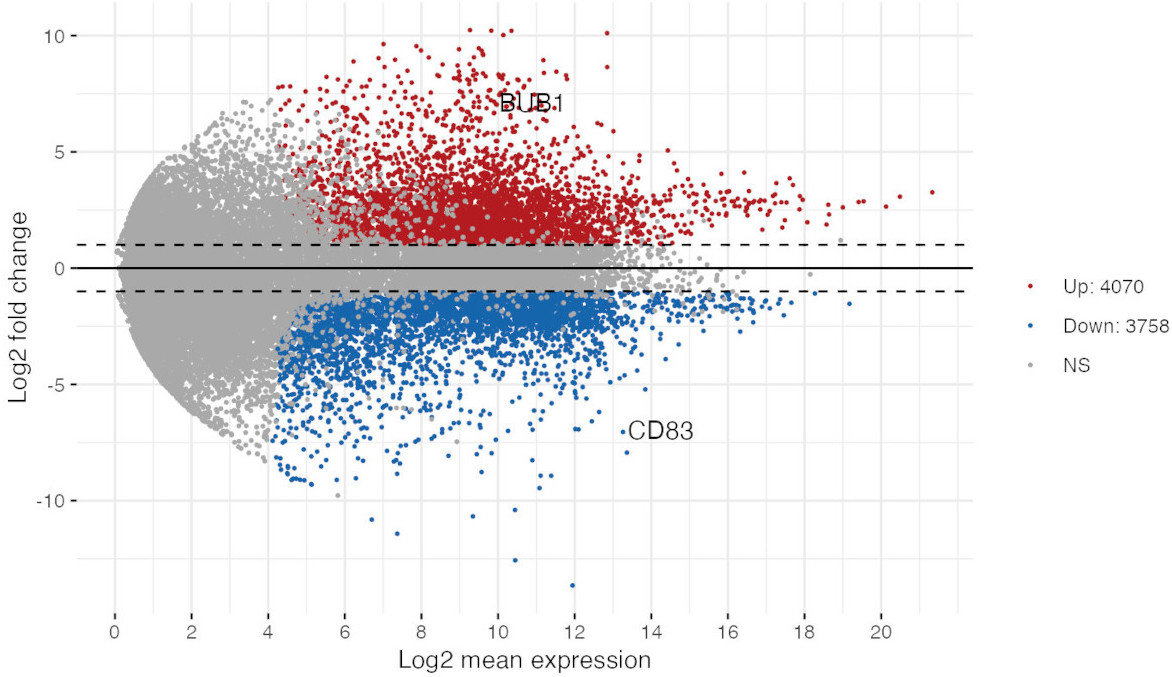 Log2 fold change
10
5
0
-5
-10
BUB1
CD83
0 2 4 6 8 10 12 14 16 18 20
Log2 mean expression
Up: 4070
Down: 3758
NS